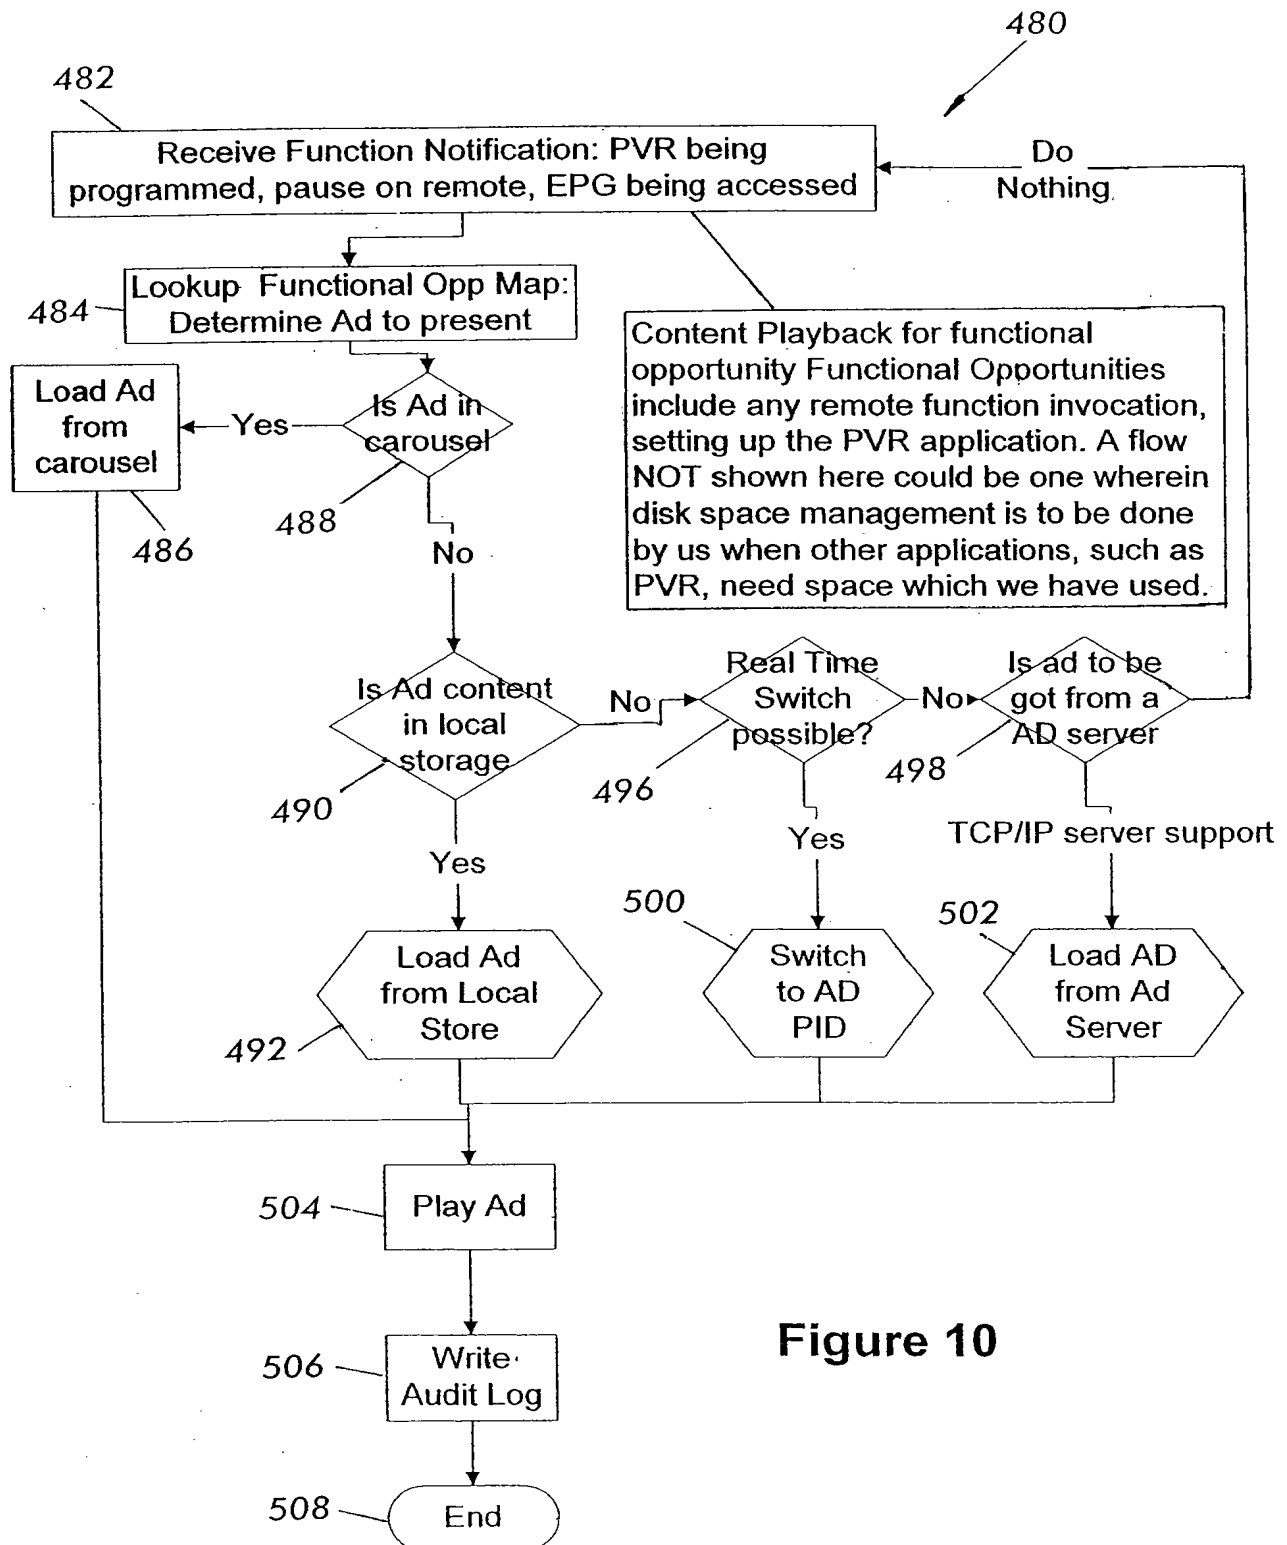 480
482
Receive Function Notification: PVR being
programmed, pause on remote, EPG being accessed
Do
Nothing
484
Lookup Functional Opp Map:
Determine Ad to present
Content Playback for functional
opportunity Functional Opportunities
include any remote function invocation,
setting up the PVR application. A flow
NOT shown here could be one wherein
disk space management is to be done
by us when other applications, such as
PVR, need space which we have used.
Load Ad
from
carousel
486
Yes
Is Ad in
carousel
488
No
Is Ad content
in local
storage
490
No
Real Time
Switch
possible?
496
No
Is ad to be
got from a
AD server
498
Yes
Yes
TCP/IP server support
492
Load Ad
from Local
Store
500
Switch
to AD
PID
502
Load AD
from Ad
Server
504
Play Ad
506
Write
Audit Log
508
End
Figure 10